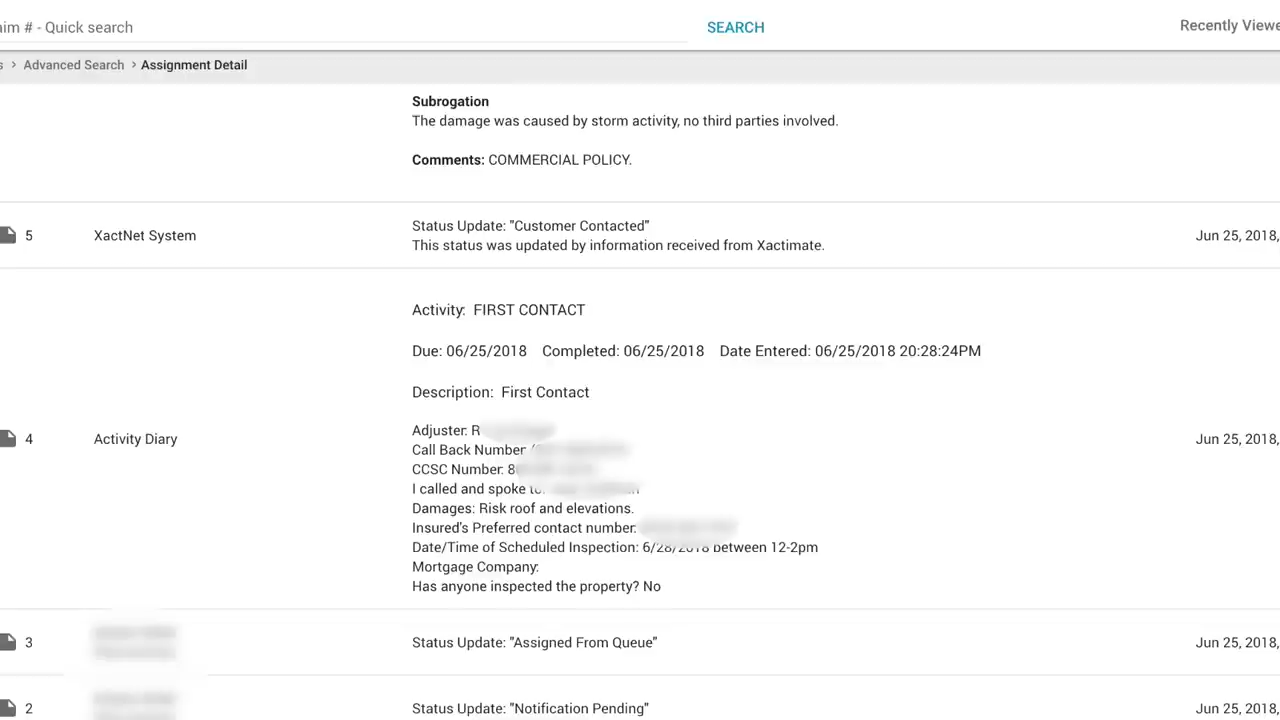 aim # - Quick search
SEARCH
Recently Viewe
s > Advanced Search > Assignment Detail
Subrogation
The damage was caused by storm activity, no third parties involved.
Comments: COMMERCIAL POLICY.
5 XactNet System
Status Update: "Customer Contacted"
This status was updated by information received from Xactimate.
Jun 25, 2018,
Activity: FIRST CONTACT
Due: 06/25/2018 Completed: 06/25/2018 Date Entered: 06/25/2018 20:28:24PM
Description: First Contact
4 Activity Diary
Adjuster: R
Call Back Number
CCSC Number: 8
I called and spoke to:
Damages: Risk roof and elevations.
Insured's Preferred contact number:
Date/Time of Scheduled Inspection: 6/28/2018 between 12-2pm
Mortgage Company:
Has anyone inspected the property? No
Jun 25, 2018,
3
Status Update: "Assigned From Queue"
Jun 25, 2018,
2
Status Update: "Notification Pending"
Jun 25, 2018,